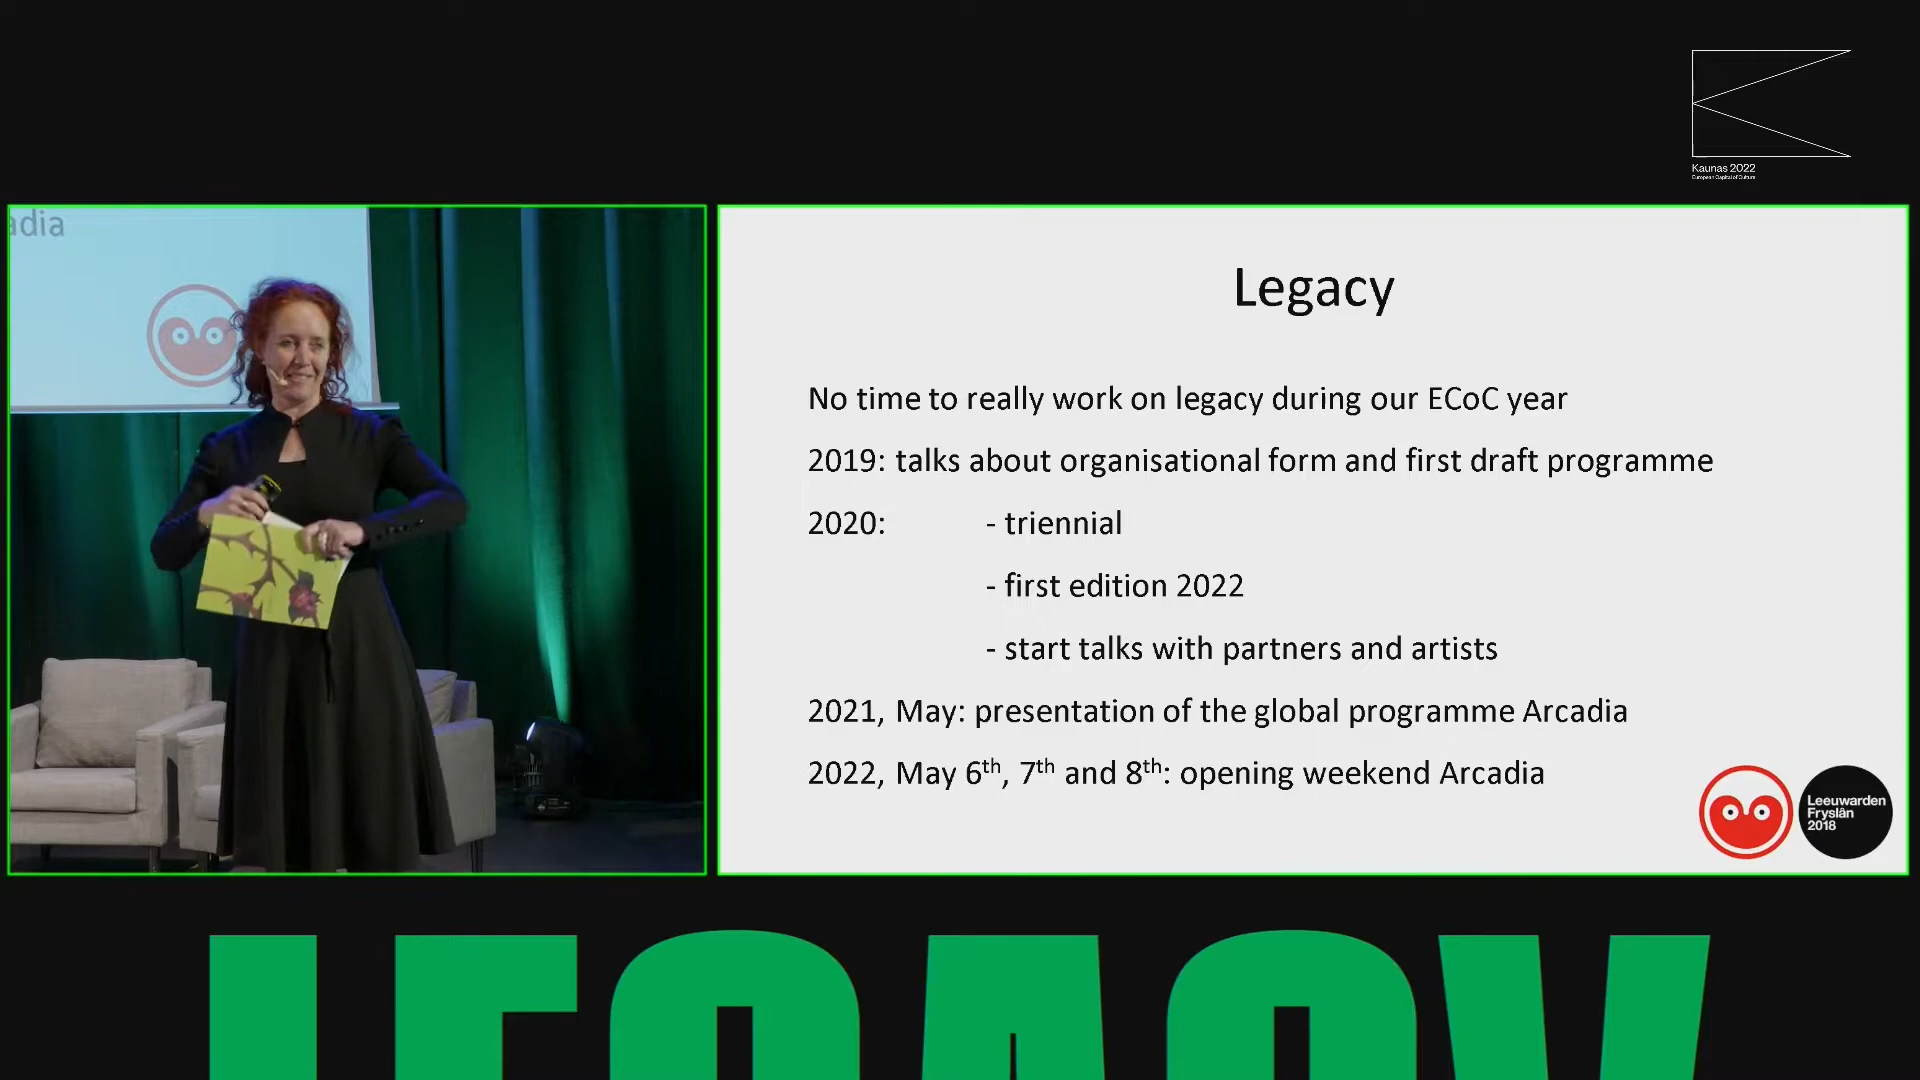 Kaunas 2022
European Capital of Culture
adia
Legacy
No time to really work on legacy during our ECoC year
2019: talks about organisational form and first draft programme
2020: - triennial
- first edition 2022
- start talks with partners and artists
2021, May: presentation of the global programme Arcadia
2022, May 6th, 7th and 8th: opening weekend Arcadia
Leeuwarden
Fryslân
2018
LEGACY